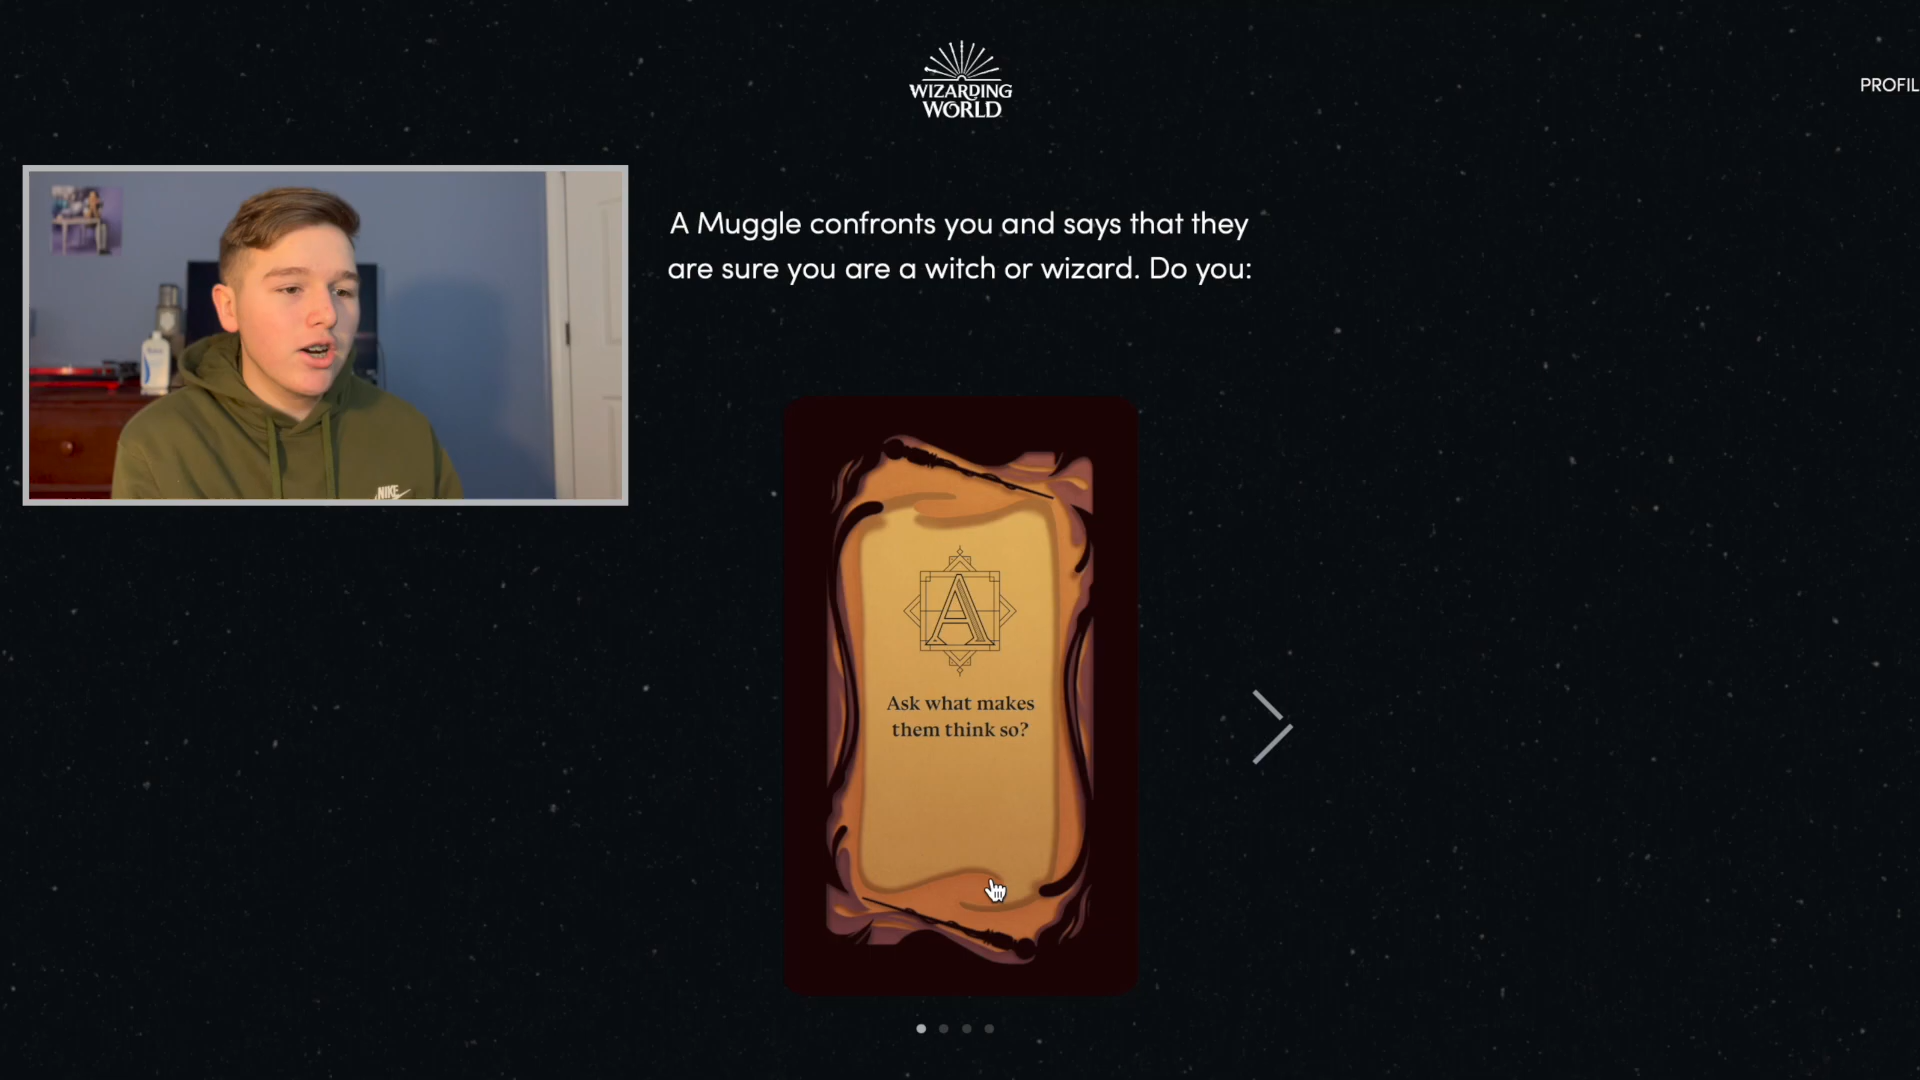 WIZARDING
WORLD
PROFIL
A Muggle confronts you and says that they
are sure you are a witch or wizard. Do you:
NIKE
A
Ask what makes
them think so?